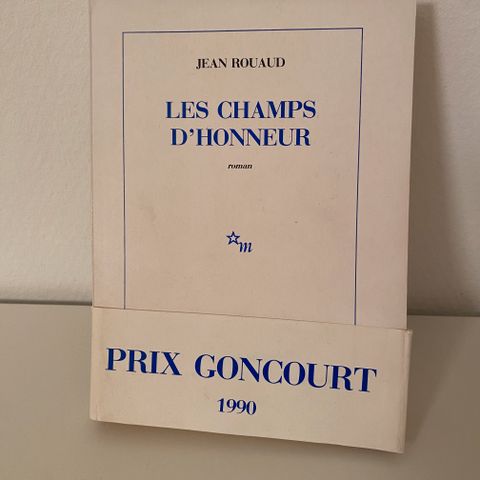 JEAN ROUAUD
LES CHAMPS
D'HONNEUR
roman
m
PRIX GONCOURT
1990